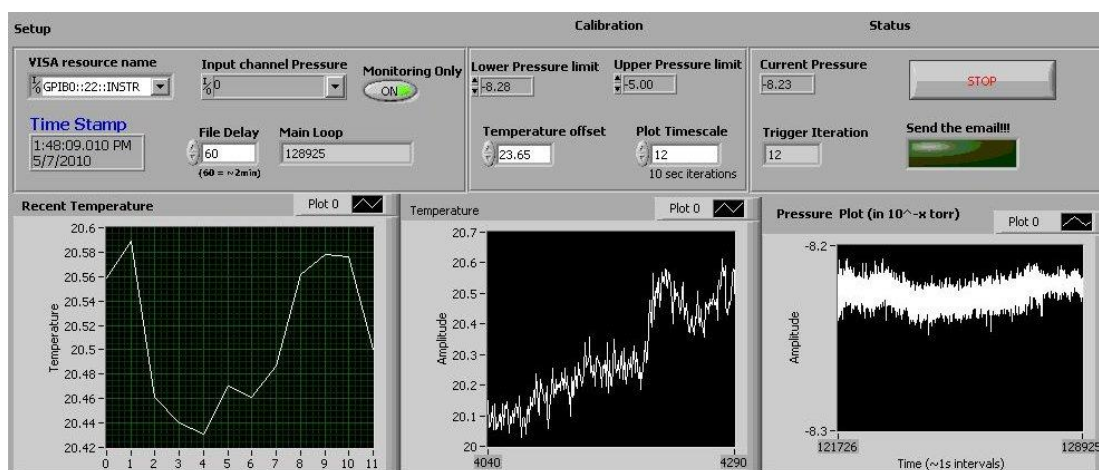 Setup
Calibration
Status
VISA resource name
I/O GPIB0::22::INSTR
Input channel Pressure
I/O 0
Monitoring Only
ON
Time Stamp
1:48:09.010 PM
5/7/2010
File Delay
60
(60 = ~2min)
Main Loop
128925
Lower Pressure limit
-8.28
Upper Pressure limit
-5.00
Temperature offset
23.65
Plot Timescale
12
10 sec iterations
Current Pressure
-8.23
STOP
Trigger Iteration
12
Send the email!!!
Recent Temperature
Plot 0
Temperature
20.6
20.58
20.56
20.54
20.52
20.5
20.48
20.46
20.44
20.42
0 1 2 3 4 5 6 7 8 9 10 11
Temperature
Plot 0
Amplitude
20.7
20.6
20.5
20.4
20.3
20.2
20.1
20
4040
4290
Pressure Plot (in 10^-x torr)
Plot 0
Amplitude
-8.2
-8.3
121726
128925
Time (~1s intervals)